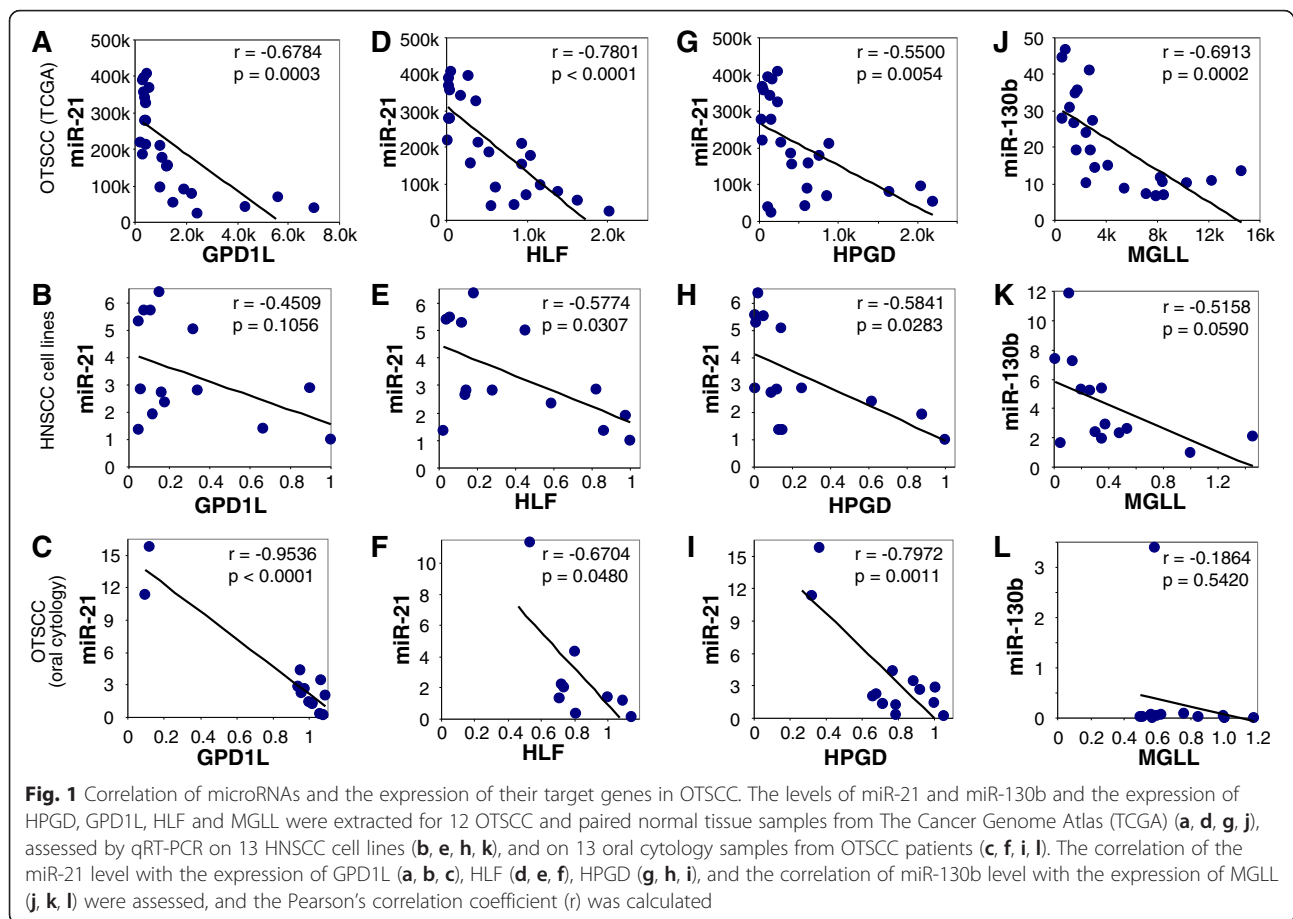 A
OTSCC (TCGA)
miR-21
500k
400k
300k
200k
100k
0
r = -0.6784
p = 0.0003
0 2.0k 4.0k 6.0k 8.0k
GPD1L
D
miR-21
500k
400k
300k
200k
100k
0
r = -0.7801
p < 0.0001
0 1.0k 2.0k
HLF
G
miR-21
500k
400k
300k
200k
100k
0
r = -0.5500
p = 0.0054
0 1.0k 2.0k
HPGD
J
miR-130b
50
40
30
20
10
0
r = -0.6913
p = 0.0002
0 4k 8k 12k 16k
MGLL
B
HNSCC cell lines
miR-21
6
5
4
3
2
1
0
r = -0.4509
p = 0.1056
0 0.2 0.4 0.6 0.8 1
GPD1L
E
miR-21
6
5
4
3
2
1
0
r = -0.5774
p = 0.0307
0 0.2 0.4 0.6 0.8 1
HLF
H
miR-21
6
5
4
3
2
1
0
r = -0.5841
p = 0.0283
0 0.2 0.4 0.6 0.8 1
HPGD
K
miR-130b
12
10
8
6
4
2
0
r = -0.5158
p = 0.0590
0 0.4 0.8 1.2
MGLL
C
OTSCC
(oral cytology)
miR-21
15
12
9
6
3
0
r = -0.9536
p < 0.0001
0 0.2 0.4 0.6 0.8 1
GPD1L
F
miR-21
10
8
6
4
2
0
r = -0.6704
p = 0.0480
0 0.2 0.4 0.6 0.8 1
HLF
I
miR-21
15
12
9
6
3
0
r = -0.7972
p = 0.0011
0 0.2 0.4 0.6 0.8 1
HPGD
L
miR-130b
3
2
1
0
r = -0.1864
p = 0.5420
0 0.2 0.4 0.6 0.8 1.0 1.2
MGLL
Fig. 1 Correlation of microRNAs and the expression of their target genes in OTSCC. The levels of miR-21 and miR-130b and the expression of
HPGD, GPD1L, HLF and MGLL were extracted for 12 OTSCC and paired normal tissue samples from The Cancer Genome Atlas (TCGA) (a, d, g, j),
assessed by qRT-PCR on 13 HNSCC cell lines (b, e, h, k), and on 13 oral cytology samples from OTSCC patients (c, f, i, l). The correlation of the
miR-21 level with the expression of GPD1L (a, b, c), HLF (d, e, f), HPGD (g, h, i), and the correlation of miR-130b level with the expression of MGLL
(j, k, l) were assessed, and the Pearson's correlation coefficient (r) was calculated